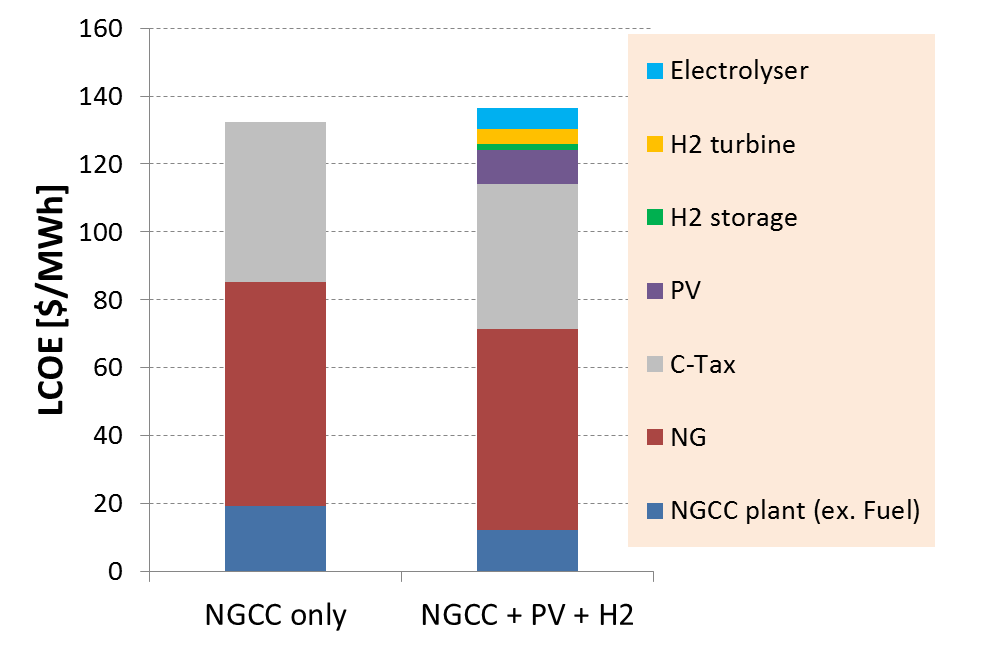 160
140
120
100
80
60
40
20
0
LCOE [$/MWh]
NGCC only
NGCC + PV + H2
Electrolyser
H2 turbine
H2 storage
PV
C-Tax
NG
NGCC plant (ex. Fuel)